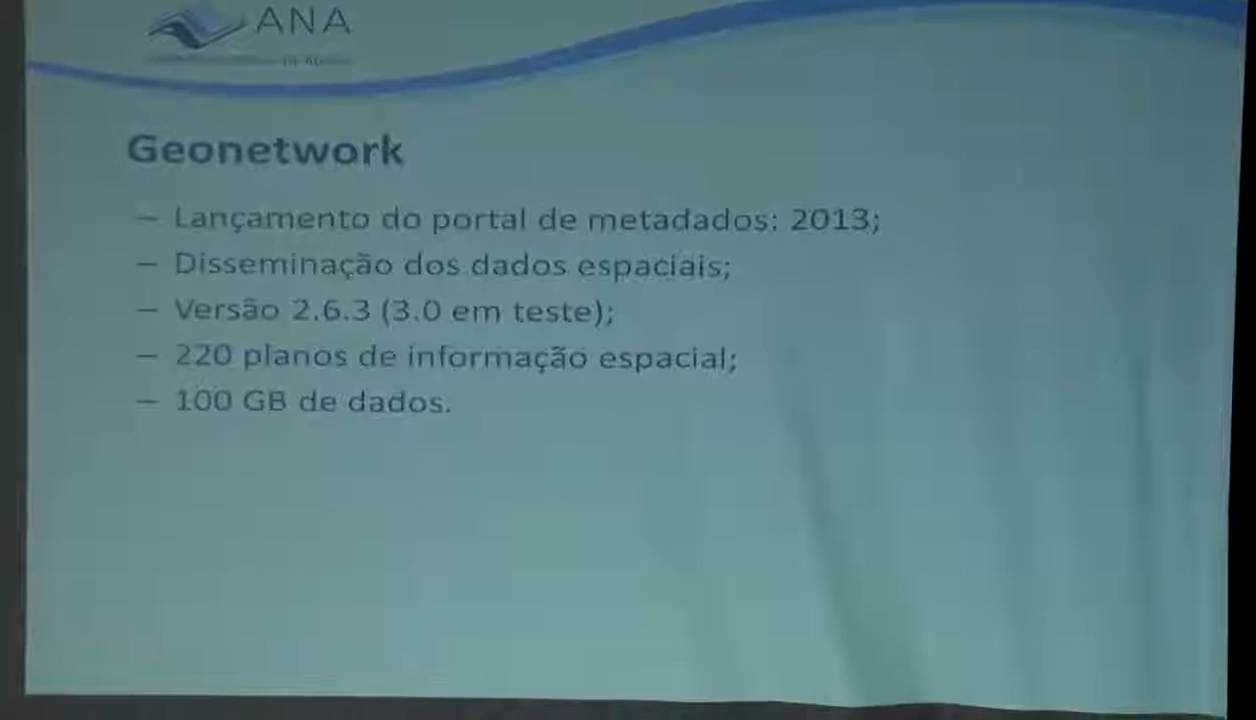 ANA
Geonetwork
– Lançamento do portal de metadados: 2013;
– Disseminação dos dados espaciais;
– Versão 2.6.3 (3.0 em teste);
– 220 planos de informação espacial;
– 100 GB de dados.